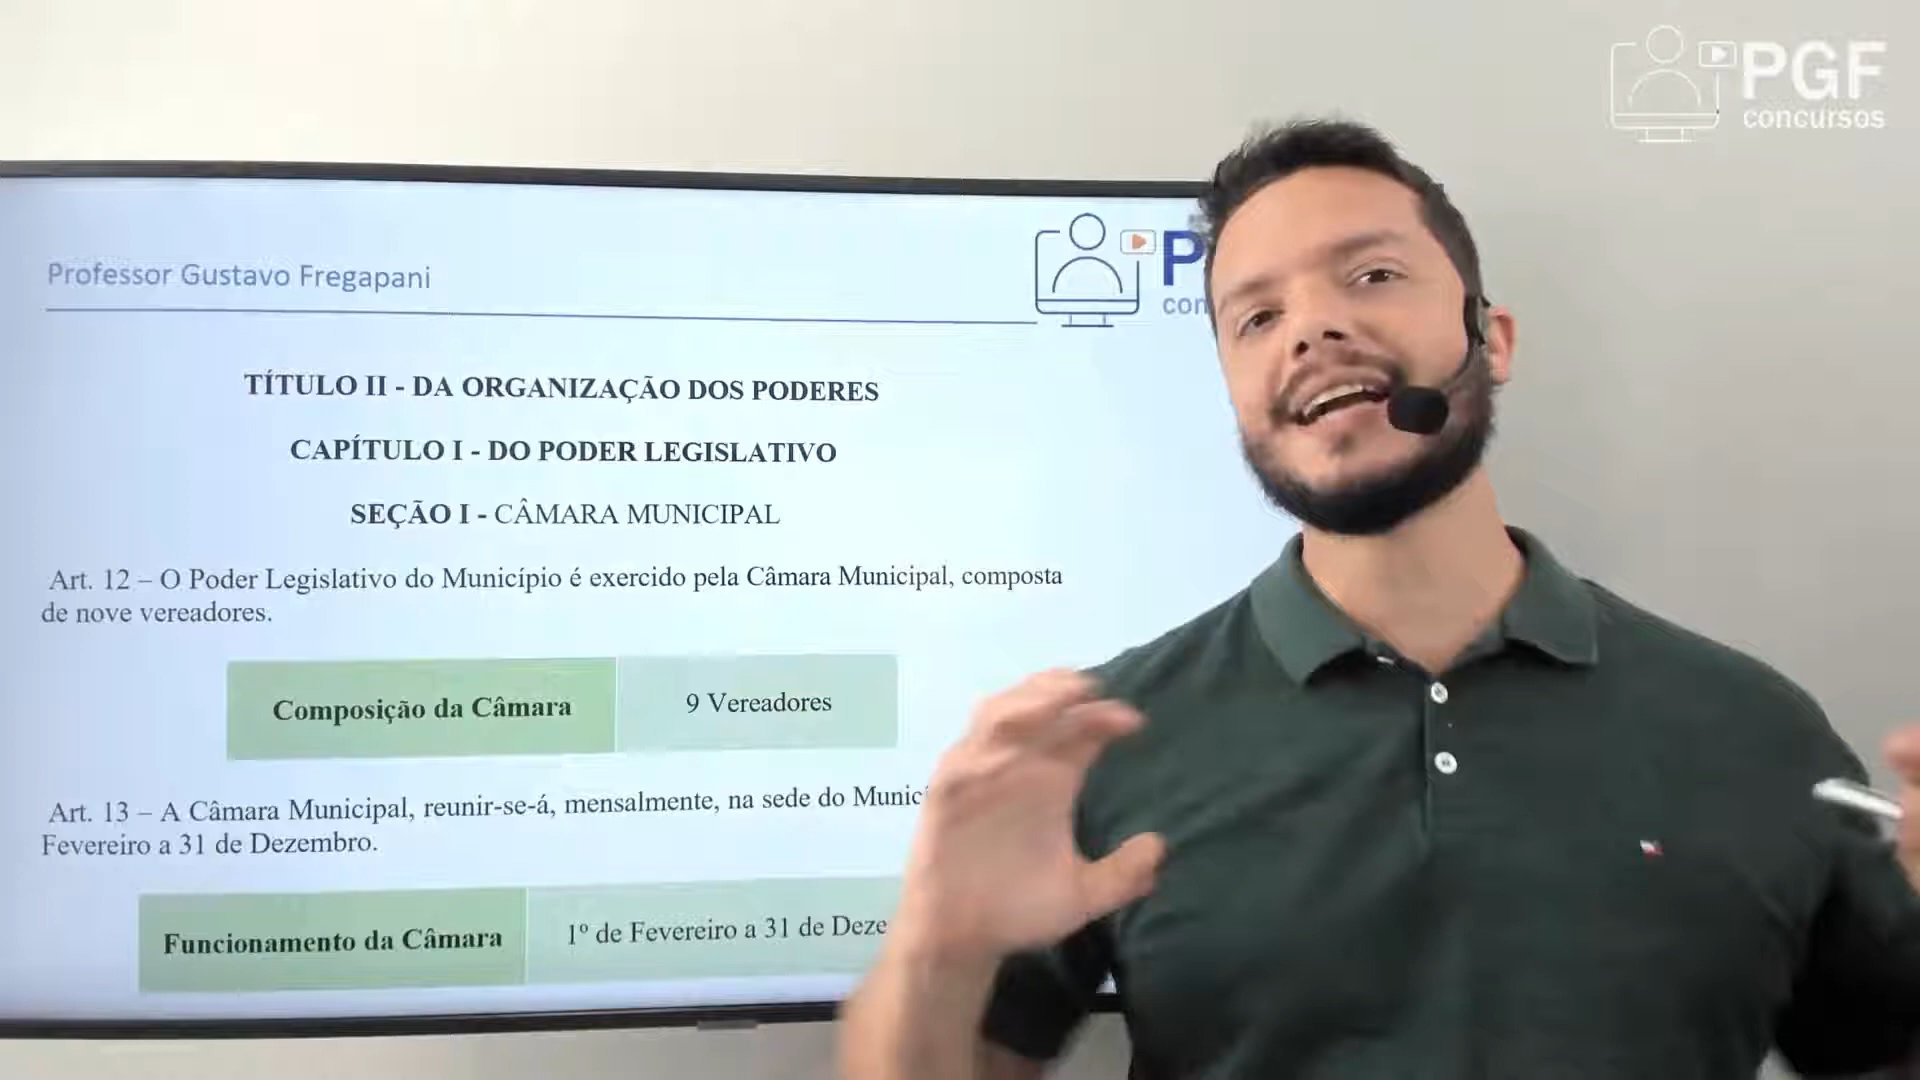 PGF
concursos
Professor Gustavo Fregapani
P
con
TÍTULO II - DA ORGANIZAÇÃO DOS PODERES
CAPÍTULO I - DO PODER LEGISLATIVO
SEÇÃO I - CÂMARA MUNICIPAL
Art. 12 – O Poder Legislativo do Município é exercido pela Câmara Municipal, composta
de nove vereadores.
Composição da Câmara
9 Vereadores
Art. 13 – A Câmara Municipal, reunir-se-á, mensalmente, na sede do Munic
Fevereiro a 31 de Dezembro.
Funcionamento da Câmara
1º de Fevereiro a 31 de Deze